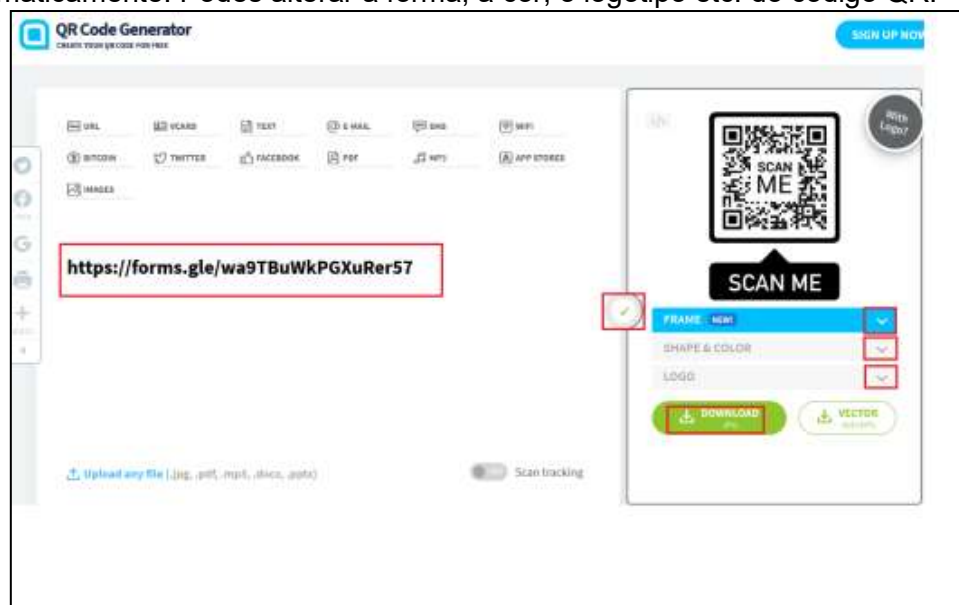 maticamente. Podes alterar a forma, a cor, o logótipo etc. do código QR.
QR Code Generator
CREATE YOUR QR CODE FOR FREE
SIGN UP NOW
URL VCARD TEXT E-MAIL SMS WIFI
BITCOIN TWITTER FACEBOOK PDF MP3 APP STORES
IMAGES
With
Logo?
SCAN
ME
https://forms.gle/wa9TBuWkPGXuRer57
SCAN ME
FRAME NEW!
SHAPE & COLOR
LOGO
DOWNLOAD
JPG
VECTOR
Upload any file (.jpg, .pdf, .mp3, .docx, .pptx)
Scan tracking